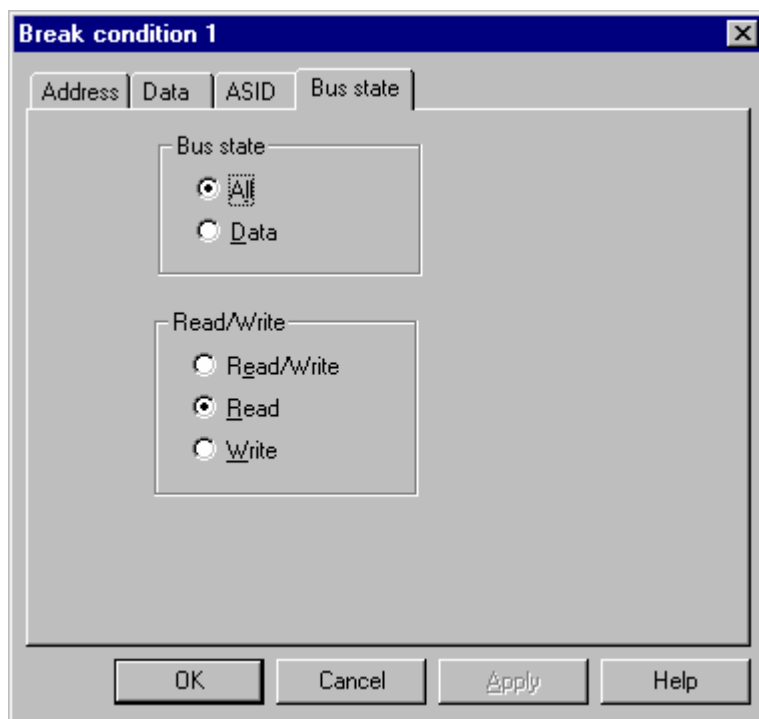 Break condition 1
Address Data ASID Bus state
Bus state
All
Data
Read/Write
Read/Write
Read
Write
OK Cancel Apply Help